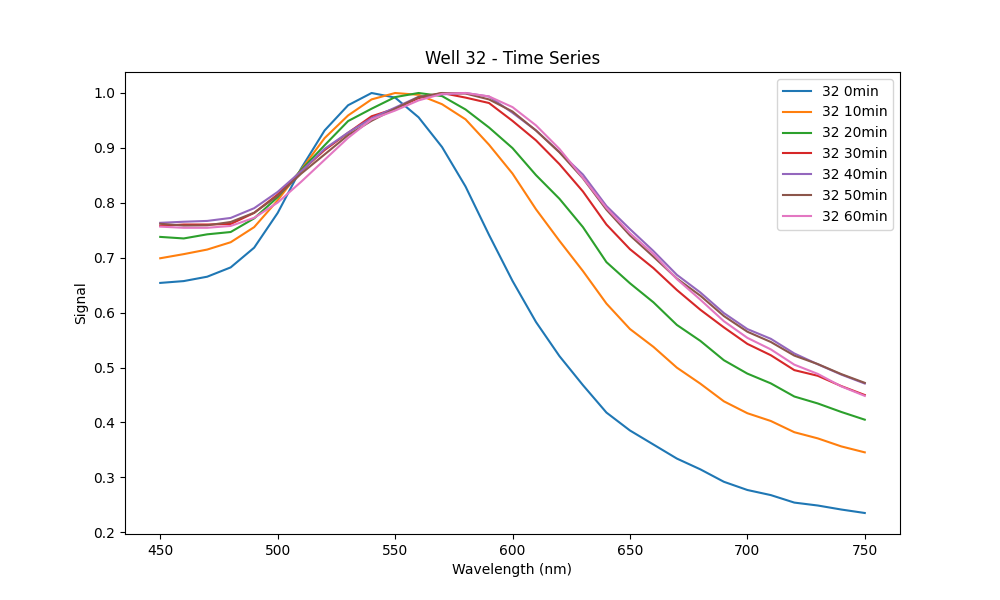 Well 32 - Time Series
1.0
0.9
0.8
0.7
0.6
0.5
0.4
0.3
0.2
Signal
450
500
550
600
650
700
750
Wavelength (nm)
32 0min
32 10min
32 20min
32 30min
32 40min
32 50min
32 60min